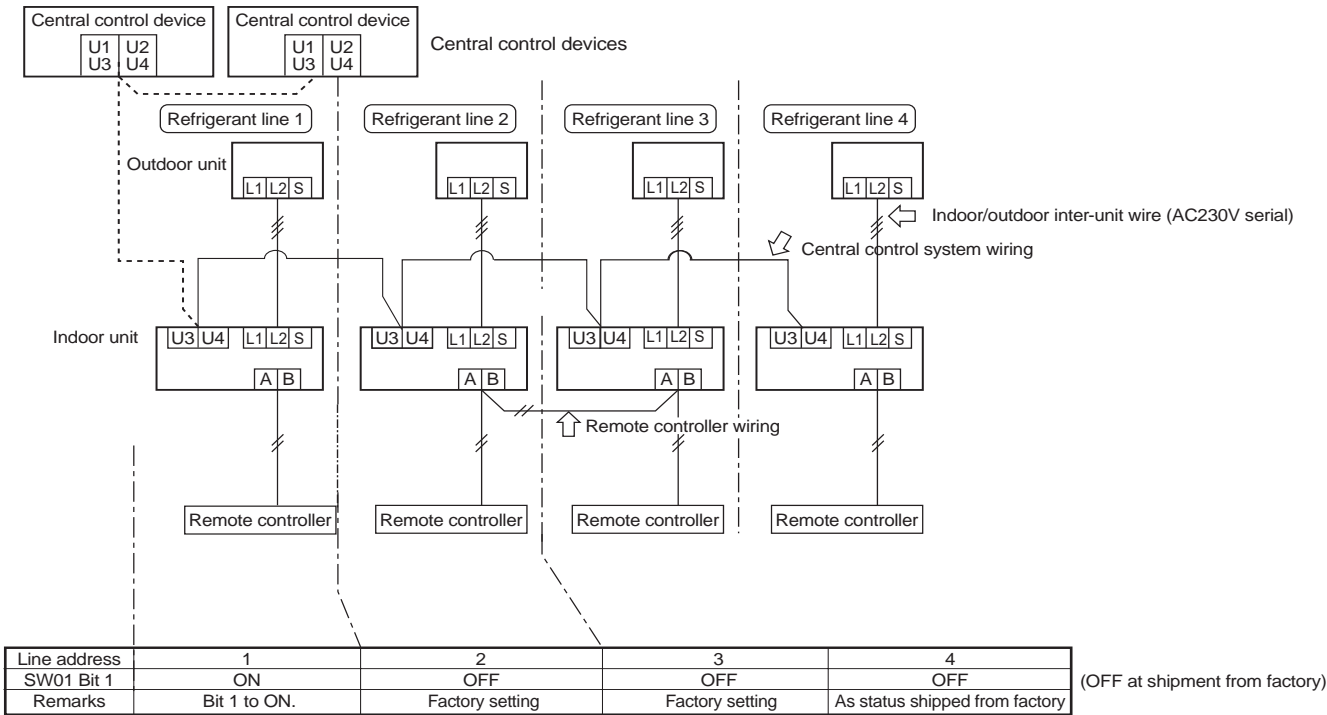 Central control device
U1 U2
U3 U4
Central control device
U1 U2
U3 U4
Central control devices
Refrigerant line 1
Refrigerant line 2
Refrigerant line 3
Refrigerant line 4
Outdoor unit
L1 L2 S
L1 L2 S
L1 L2 S
L1 L2 S
Indoor/outdoor inter-unit wire (AC230V serial)
Central control system wiring
Indoor unit
U3 U4 L1 L2 S
U3 U4 L1 L2 S
U3 U4 L1 L2 S
U3 U4 L1 L2 S
A B
A B
A B
A B
Remote controller wiring
Remote controller
Remote controller
Remote controller
Remote controller
Line address 1 2 3 4
SW01 Bit 1 ON OFF OFF OFF (OFF at shipment from factory)
Remarks Bit 1 to ON. Factory setting Factory setting As status shipped from factory